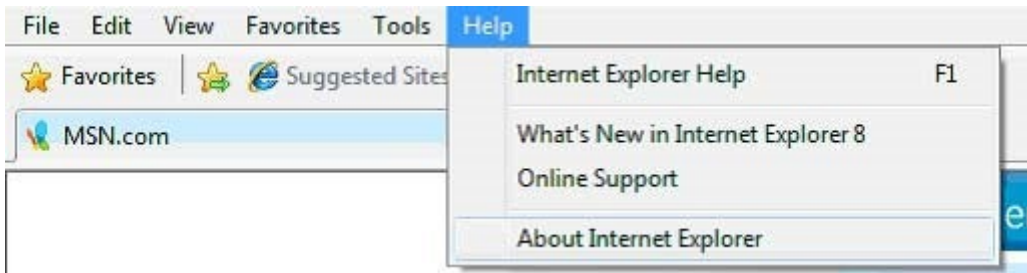 File Edit View Favorites Tools Help
Favorites Suggested Sites
Internet Explorer Help F1
MSN.com
What's New in Internet Explorer 8
Online Support
About Internet Explorer